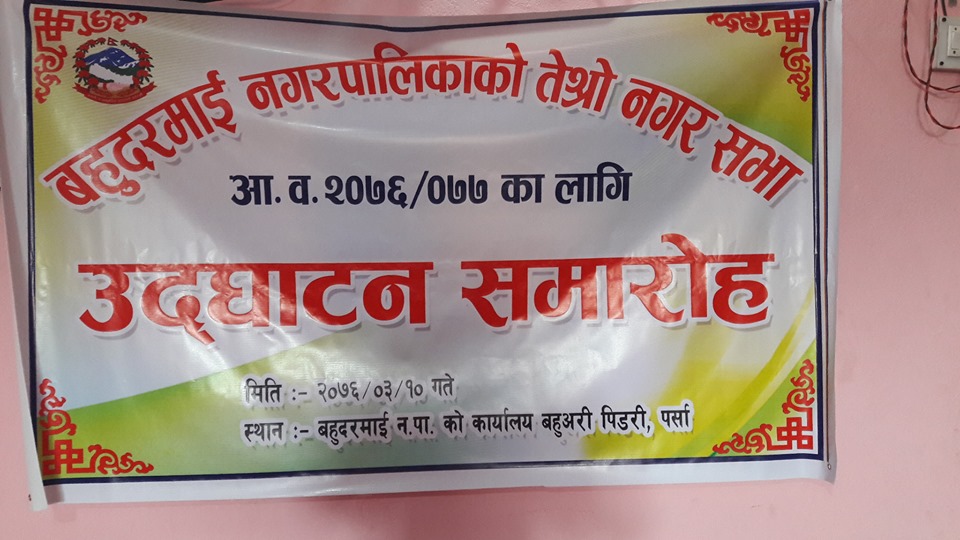 बहुदरमाई नगरपालिकाको तेश्रो नगर सभा
आ. व. २०७६/०७७ का लागि
उद्‌घाटन समारोह
मिति :- २०७६/०३/१० गते
स्थान :- बहुदरमाई न.पा. को कार्यालय बहुअरी पिडरी, पर्सा